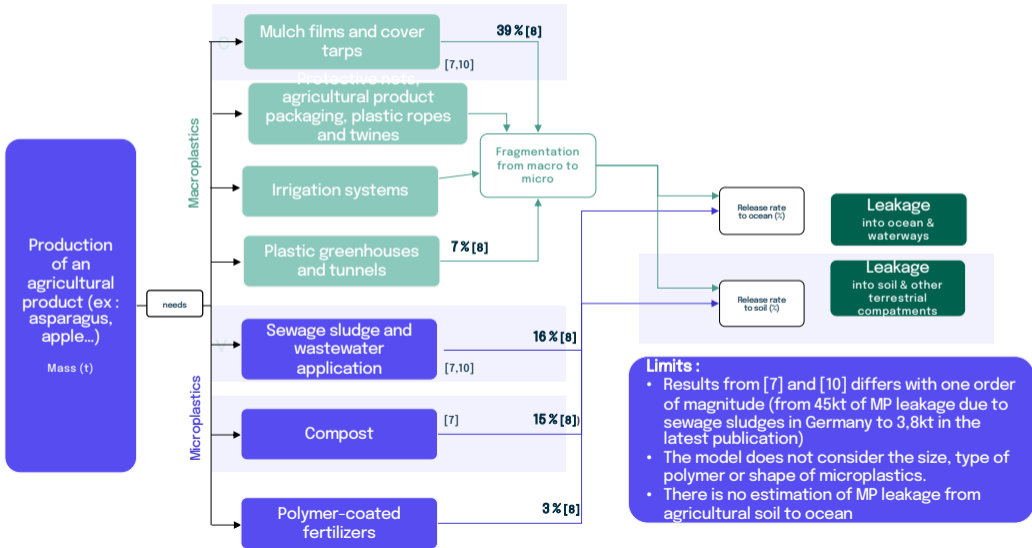 Production
of an
agricultural
product (ex :
asparagus,
apple...)
Mass (t)
needs
Macroplastics
Microplastics
Mulch films and cover
tarps
39 % [8]
[7,10]
Protective nets,
agricultural product
packaging, plastic ropes
and twines
Irrigation systems
Plastic greenhouses
and tunnels
7 % [8]
Fragmentation
from macro to
micro
Sewage sludge and
wastewater
application
16 % [8]
[7,10]
Compost
[7]
15 % [8])
Polymer-coated
fertilizers
3 % [8]
Release rate
to ocean (%)
Leakage
into ocean &
waterways
Release rate
to soil (%)
Leakage
into soil & other
terrestrial
compatments
Limits :
• Results from [7] and [10] differs with one order
of magnitude (from 45kt of MP leakage due to
sewage sludges in Germany to 3,8kt in the
latest publication)
• The model does not consider the size, type of
polymer or shape of microplastics.
• There is no estimation of MP leakage from
agricultural soil to ocean